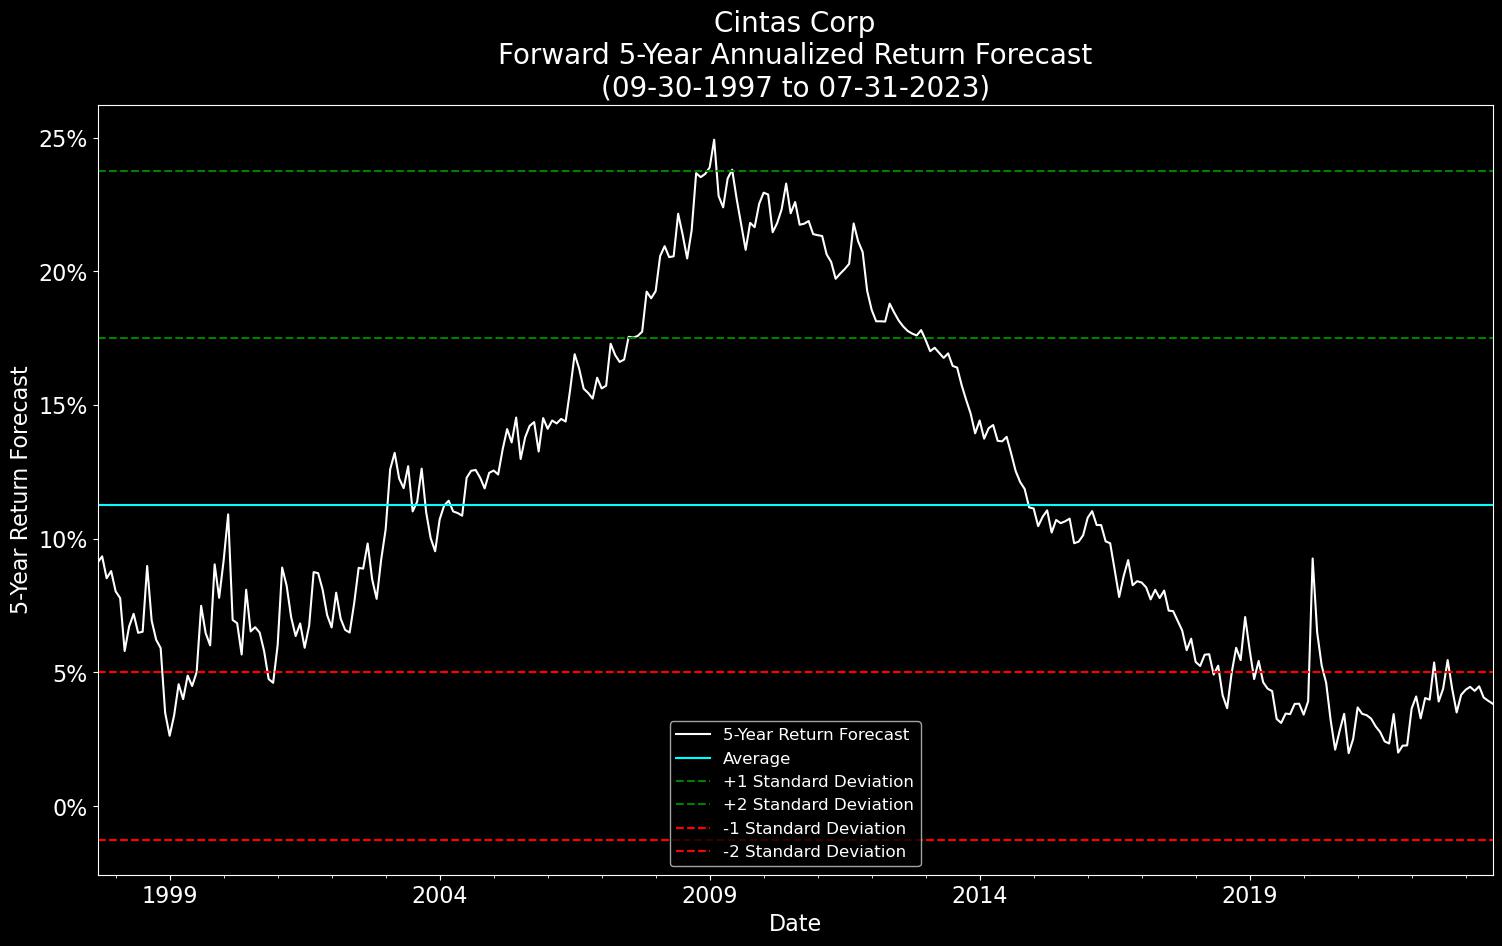 Cintas Corp
Forward 5-Year Annualized Return Forecast
(09-30-1997 to 07-31-2023)
5-Year Return Forecast
25%
20%
15%
10%
5%
0%
5-Year Return Forecast
Average
+1 Standard Deviation
+2 Standard Deviation
-1 Standard Deviation
-2 Standard Deviation
1999
2004
2009
2014
2019
Date